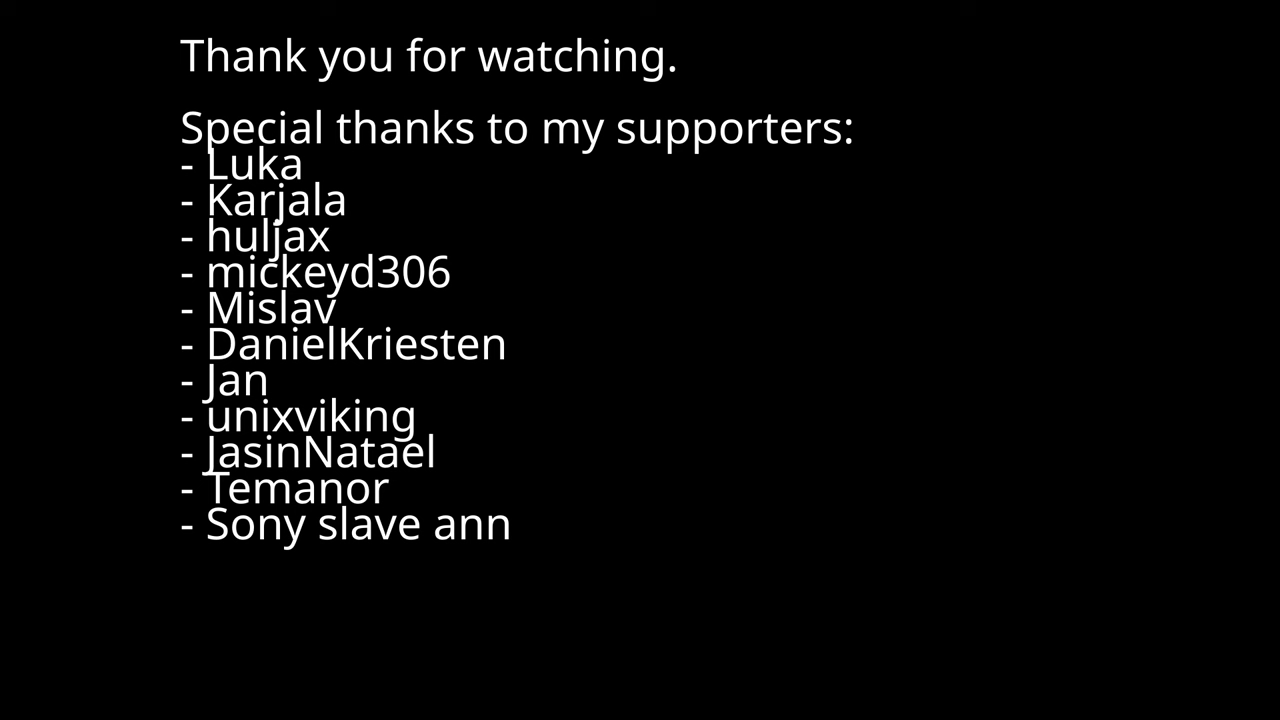 Thank you for watching.
Special thanks to my supporters:
- Luka
- Karjala
- huljax
- mickeyd306
- Mislav
- DanielKriesten
- Jan
- unixviking
- JasinNatael
- Temanor
- Sony slave ann